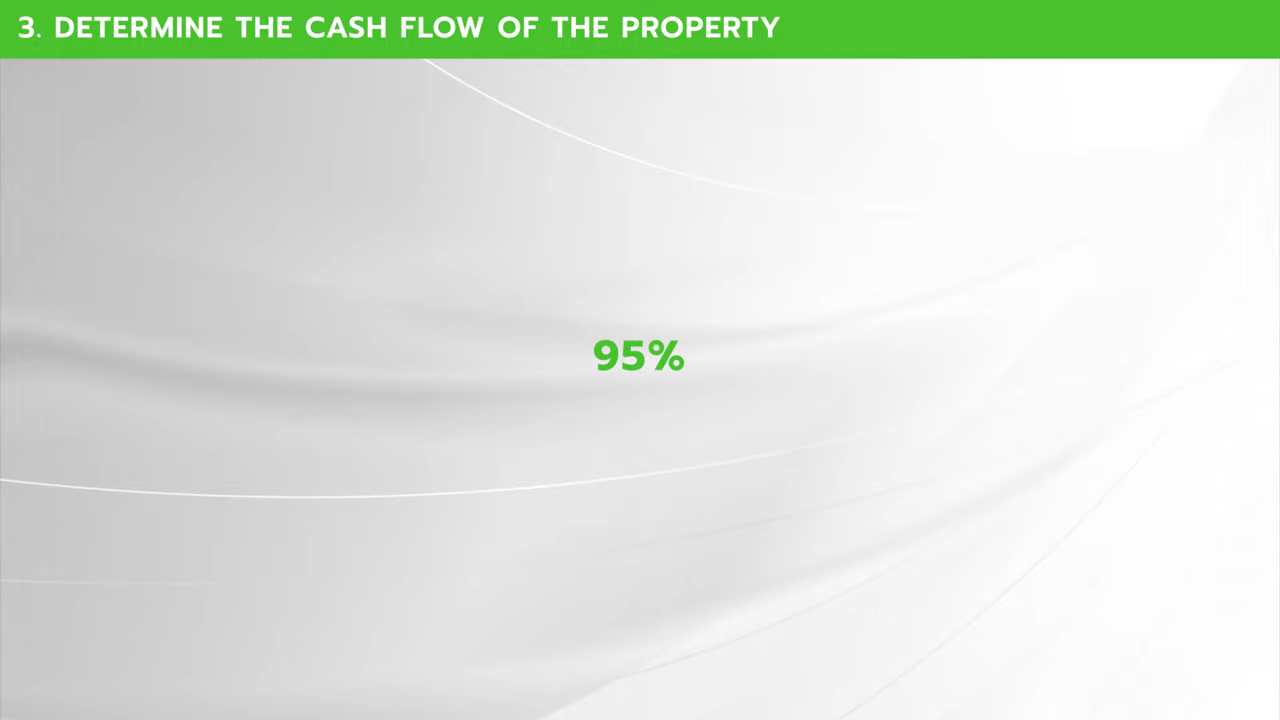 3. DETERMINE THE CASH FLOW OF THE PROPERTY
95%